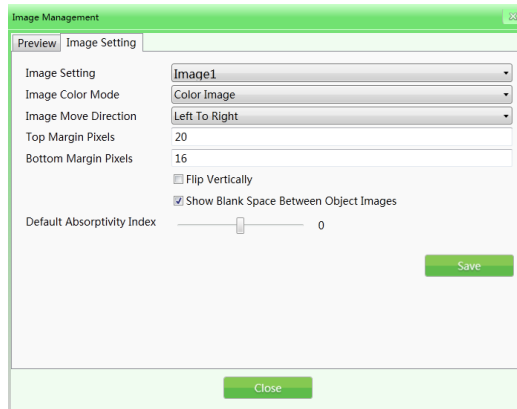 Image Management
Preview Image Setting
Image Setting Image1
Image Color Mode Color Image
Image Move Direction Left To Right
Top Margin Pixels 20
Bottom Margin Pixels 16
Flip Vertically
Show Blank Space Between Object Images
Default Absorptivity Index 0
Save
Close